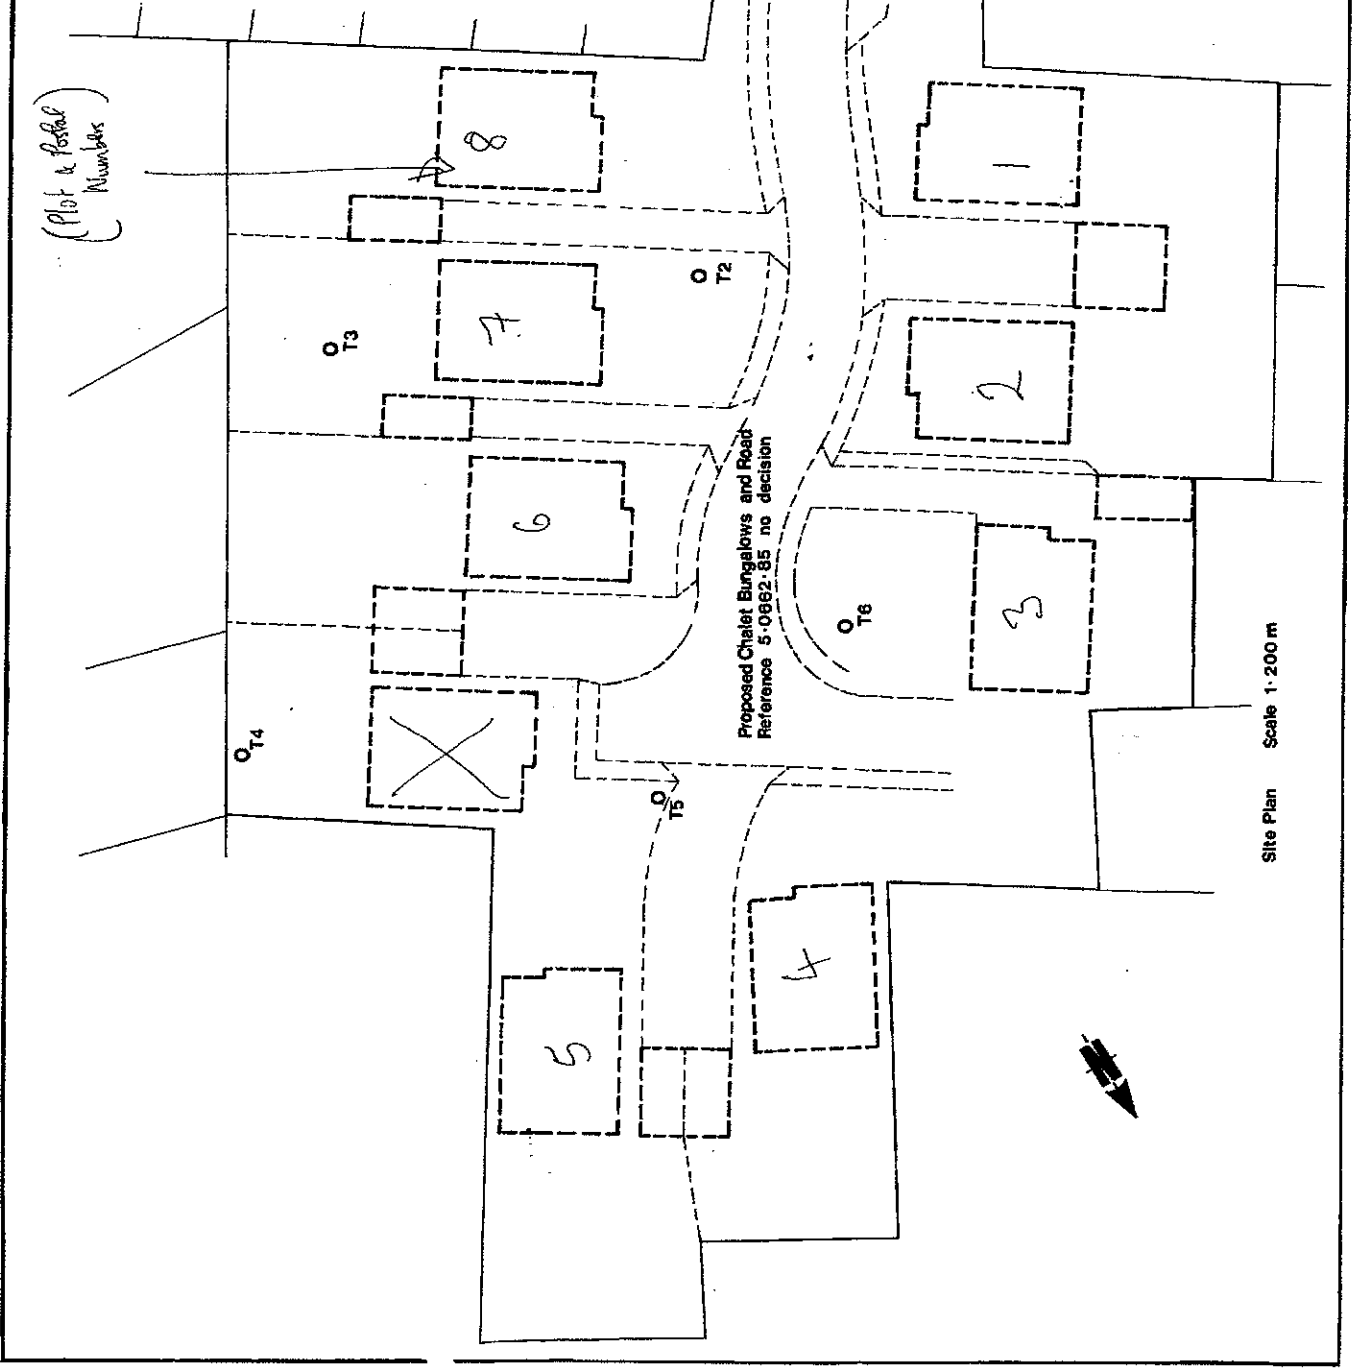 (Plot & Postal
Numbers)
8
1
7
2
6
3
X
5
4
T2
T3
T4
T5
T6
Proposed Chalet Bungalows and Road
Reference 5·0662·85 no decision
Site Plan Scale 1·200m
N